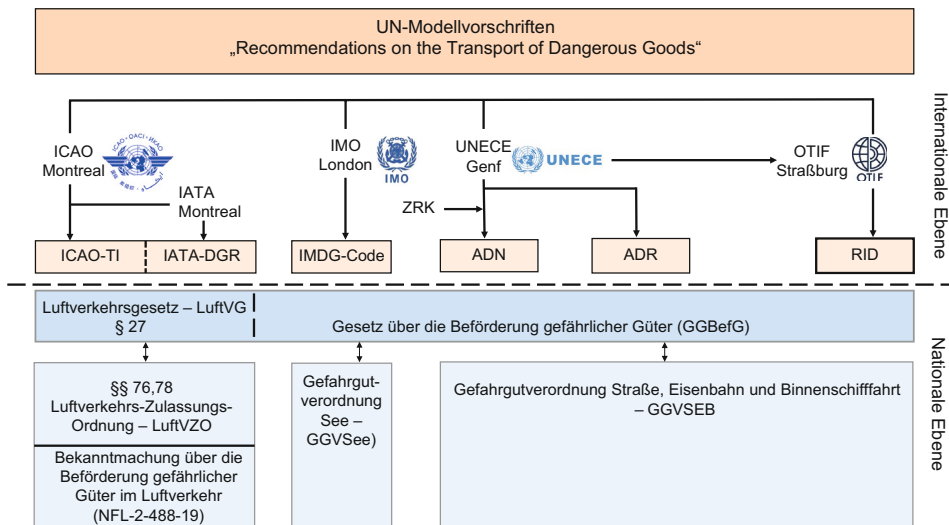 UN-Modellvorschriften
„Recommendations on the Transport of Dangerous Goods“
Internationale Ebene
ICAO
Montreal
ICAO · OACI · ИКАО
IATA
Montreal
IMO
London
IMO
UNECE
Genf
UNECE
OTIF
Straßburg
OTIF
ZRK
ICAO-TI
IATA-DGR
IMDG-Code
ADN
ADR
RID
Nationale Ebene
Luftverkehrsgesetz – LuftVG
§ 27
Gesetz über die Beförderung gefährlicher Güter (GGBefG)
§§ 76,78
Luftverkehrs-Zulassungs-
Ordnung – LuftVZO
Bekanntmachung über die
Beförderung gefährlicher
Güter im Luftverkehr
(NFL-2-488-19)
Gefahrgut-
verordnung
See –
GGVSee)
Gefahrgutverordnung Straße, Eisenbahn und Binnenschifffahrt
– GGVSEB